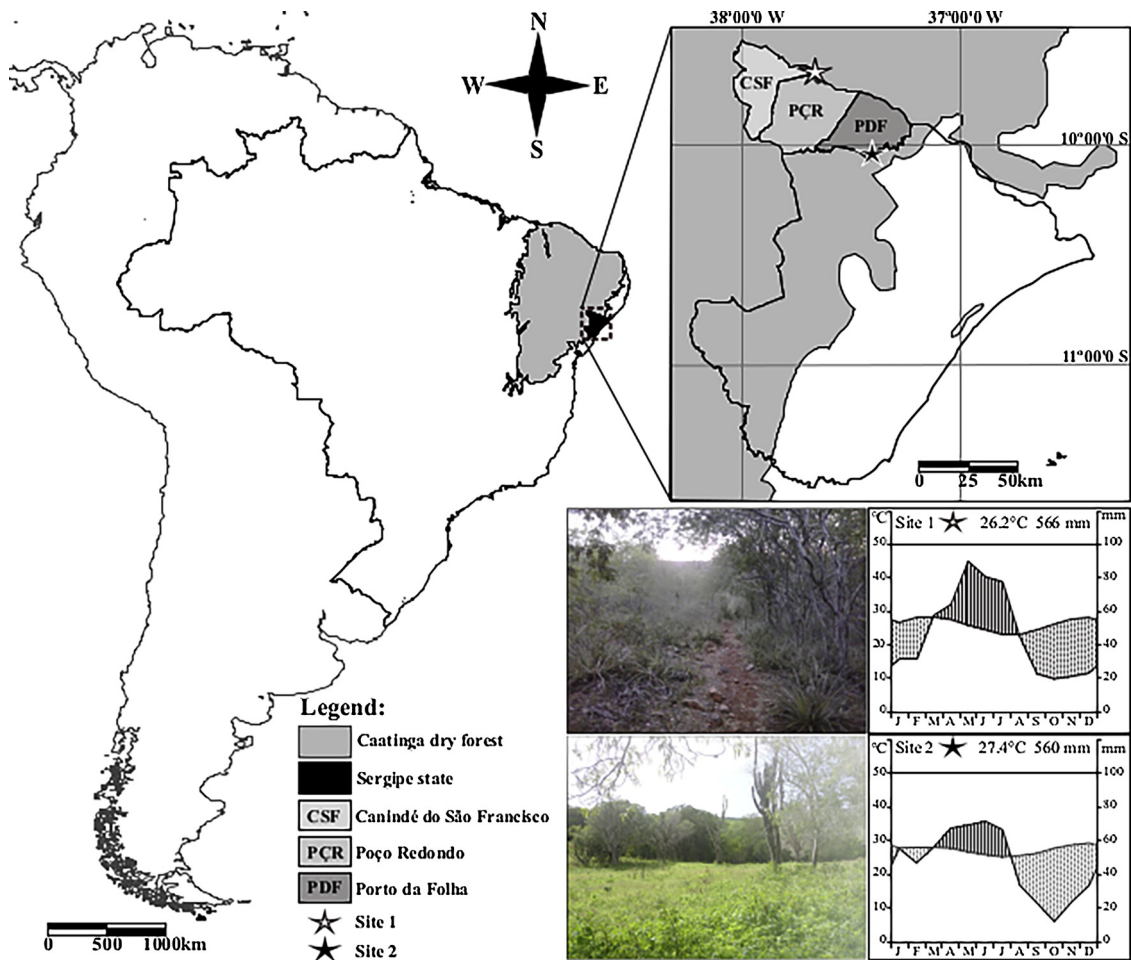 N
W E
S
38°00'0 W 37°00'0 W
CSF
PÇR
PDF
10°00'0 S
11°00'0 S
0 25 50km
Legend:
Caatinga dry forest
Sergipe state
CSF Canindé do São Francisco
PÇR Poço Redondo
PDF Porto da Folha
Site 1
Site 2
0 500 1000km
°C Site 1 26.2°C 566 mm mm
50 100
40 80
30 60
20 40
10 20
0 0
J F M A M J J A S O N D
°C Site 2 27.4°C 560 mm mm
50 100
40 80
30 60
20 40
10 20
0 0
J F M A M J J A S O N D